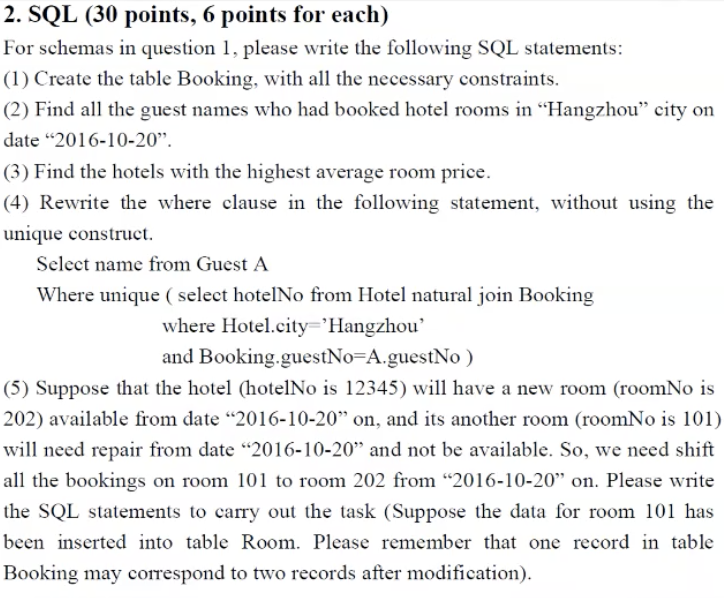 2. SQL (30 points, 6 points for each)
For schemas in question 1, please write the following SQL statements:
(1) Create the table Booking, with all the necessary constraints.
(2) Find all the guest names who had booked hotel rooms in “Hangzhou” city on
date “2016-10-20”.
(3) Find the hotels with the highest average room price.
(4) Rewrite the where clause in the following statement, without using the
unique construct.
Select name from Guest A
Where unique ( select hotelNo from Hotel natural join Booking
where Hotel.city=’Hangzhou’
and Booking.guestNo=A.guestNo )
(5) Suppose that the hotel (hotelNo is 12345) will have a new room (roomNo is
202) available from date “2016-10-20” on, and its another room (roomNo is 101)
will need repair from date “2016-10-20” and not be available. So, we need shift
all the bookings on room 101 to room 202 from “2016-10-20” on. Please write
the SQL statements to carry out the task (Suppose the data for room 101 has
been inserted into table Room. Please remember that one record in table
Booking may correspond to two records after modification).